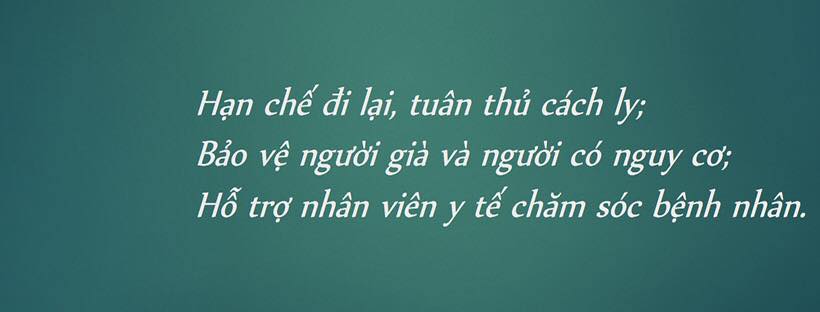 Hạn chế đi lại, tuân thủ cách ly;
Bảo vệ người già và người có nguy cơ;
Hỗ trợ nhân viên y tế chăm sóc bệnh nhân.